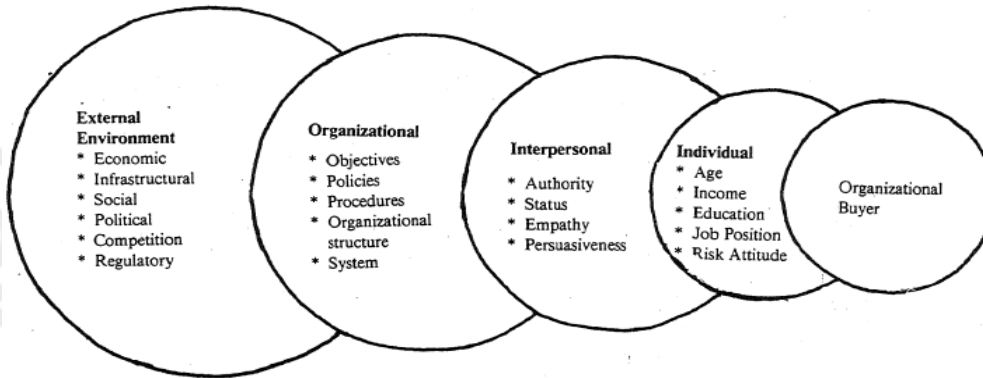 External
Environment
* Economic
* Infrastructural
* Social
* Political
* Competition
* Regulatory
Organizational
* Objectives
* Policies
* Procedures
* Organizational
structure
* System
Interpersonal
* Authority
* Status
* Empathy
* Persuasiveness
Individual
* Age
* Income
* Education
* Job Position
* Risk Attitude
Organizational
Buyer